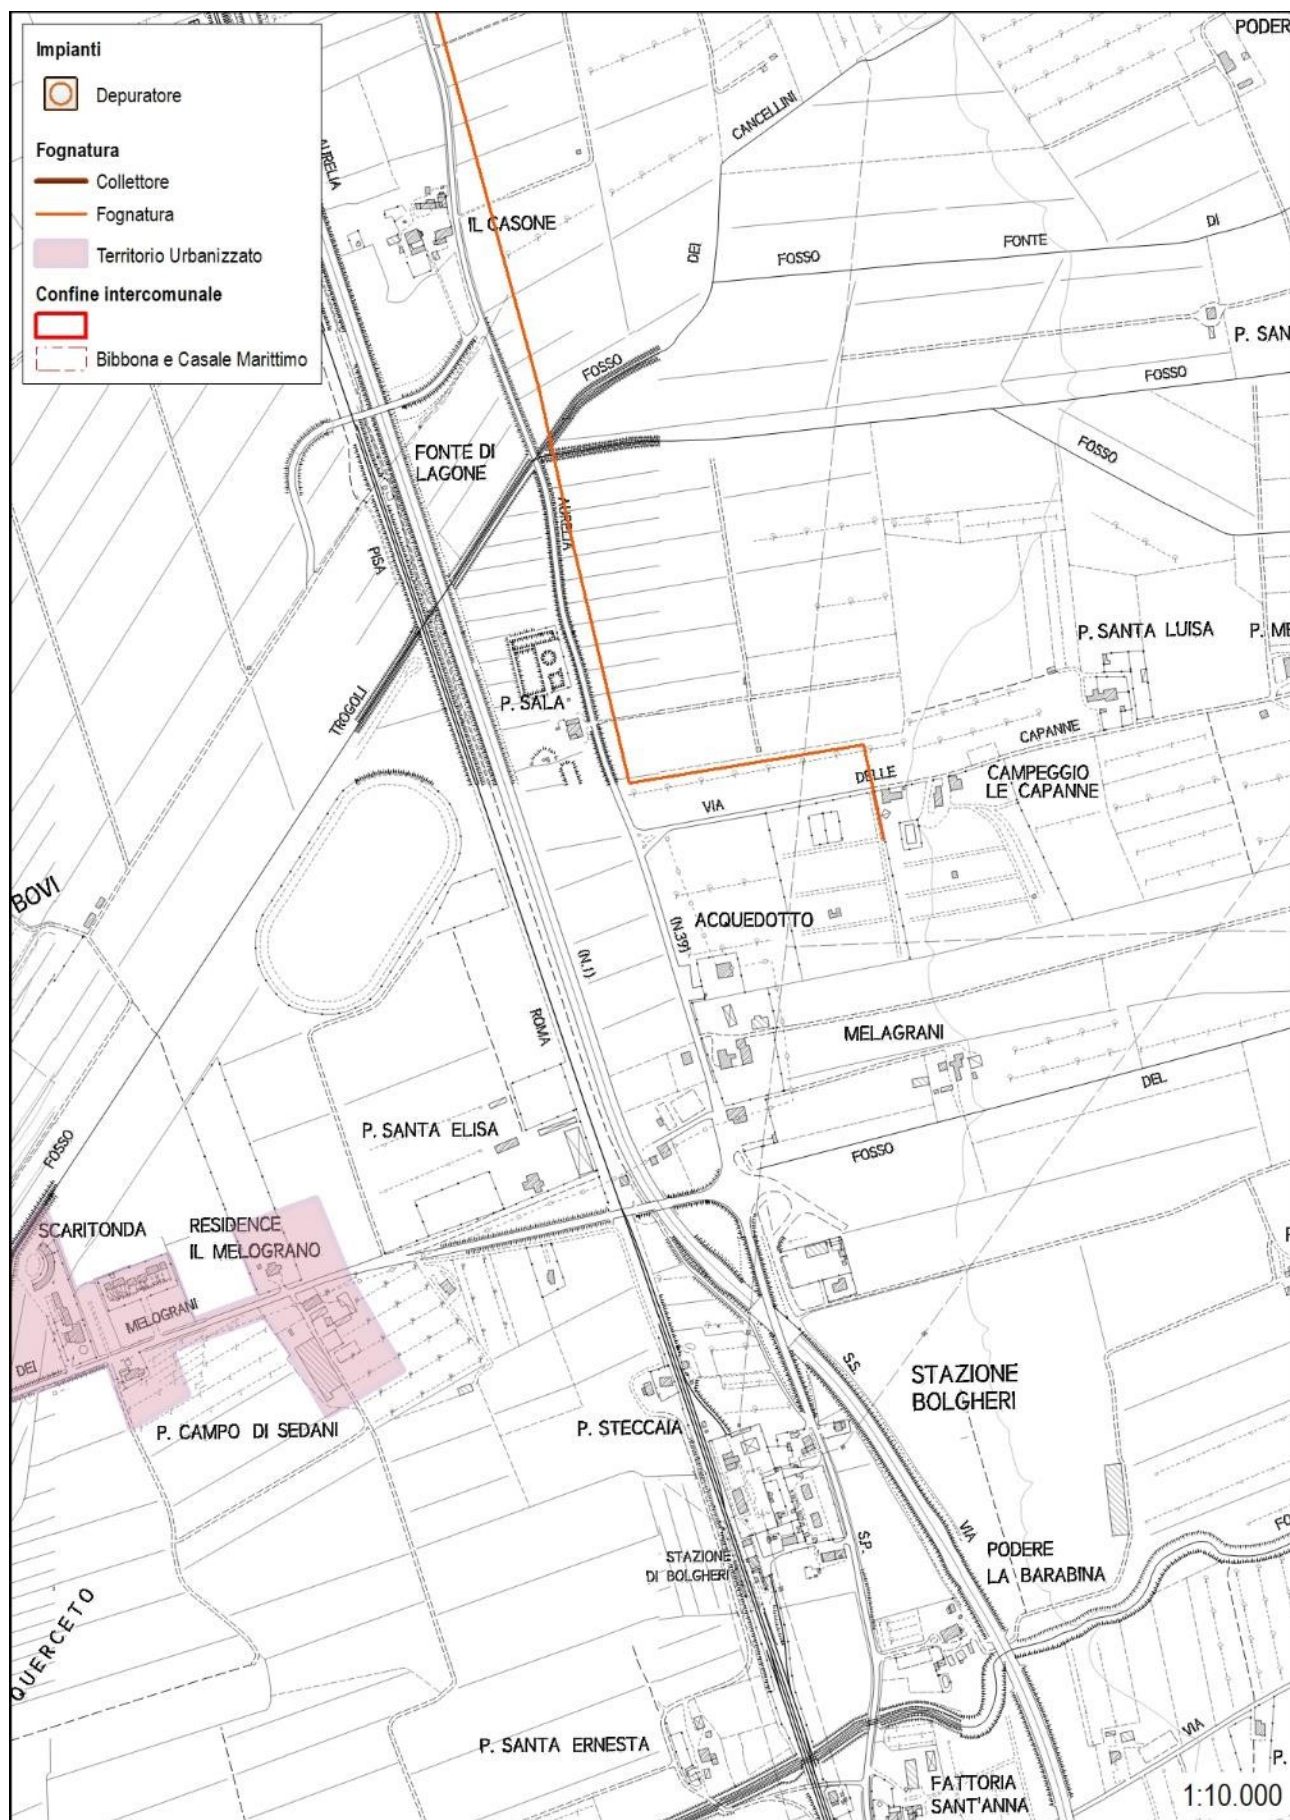 Impianti
Depuratore
Fognatura
Collettore
Fognatura
Territorio Urbanizzato
Confine intercomunale
Bibbona e Casale Marittimo
PODER
CANCELLINI
AURELIA
IL CASONE
DEI
DI
FONTE
FOSSO
P. SAN
FOSSO
FOSSO
FONTE DI
LAGONE
FOSSO
AURELIA
PISA
P. SANTA LUISA
P. ME
TROGOLI
P. SALA
CAPANNE
DELLE
VIA
CAMPEGGIO
LE CAPANNE
BOVI
ACQUEDOTTO
(N.39)
(N.1)
ROMA
MELAGRANI
DEL
P. SANTA ELISA
FOSSO
FOSSO
SCARITONDA
RESIDENCE
IL MELOGRANO
MELOGRANI
DEI
S.S.
STAZIONE
BOLGHERI
P. CAMPO DI SEDANI
P. STECCAIA
VIA
FO
S.P.
STAZIONE
DI BOLGHERI
PODERE
LA BARABINA
QUERCETO
P. SANTA ERNESTA
VIA
P.
FATTORIA
SANT'ANNA
1:10.000